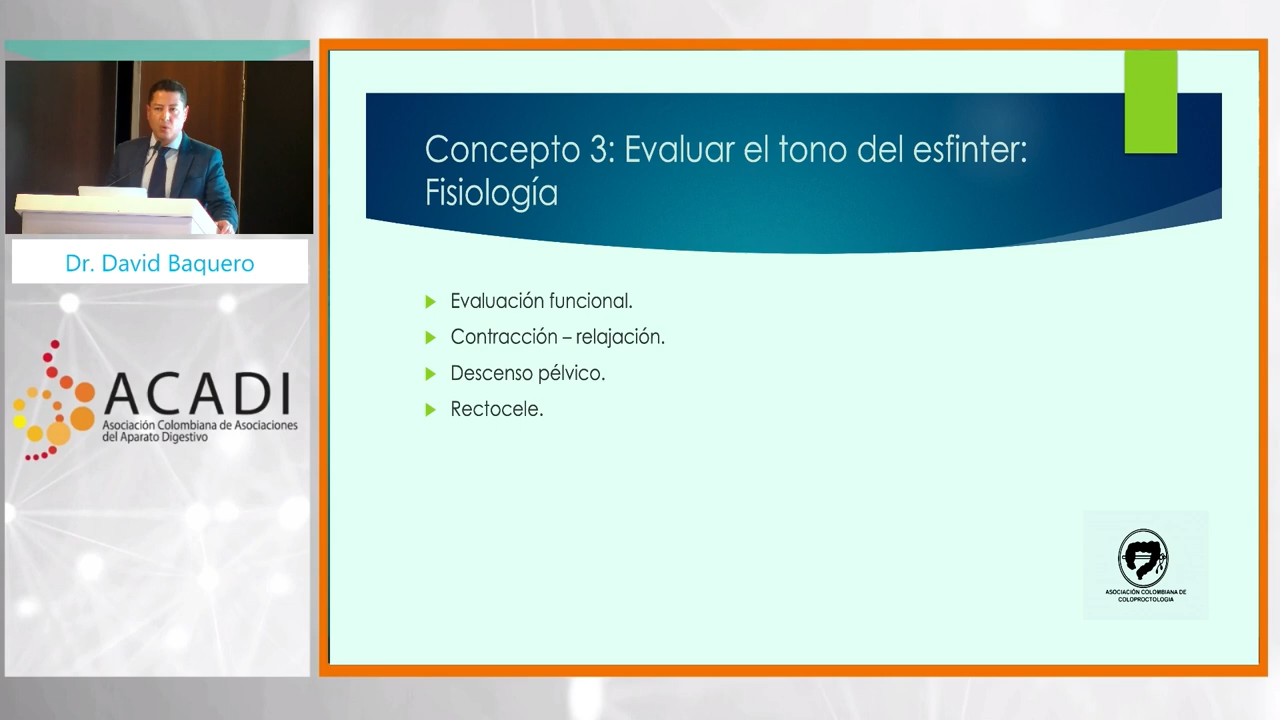 Dr. David Baquero
ACADI
Asociación Colombiana de Asociaciones
del Aparato Digestivo
Concepto 3: Evaluar el tono del esfinter:
Fisiología
Evaluación funcional.
Contracción – relajación.
Descenso pélvico.
Rectocele.
ASOCIACIÓN COLOMBIANA DE
COLOPROCTOLOGIA